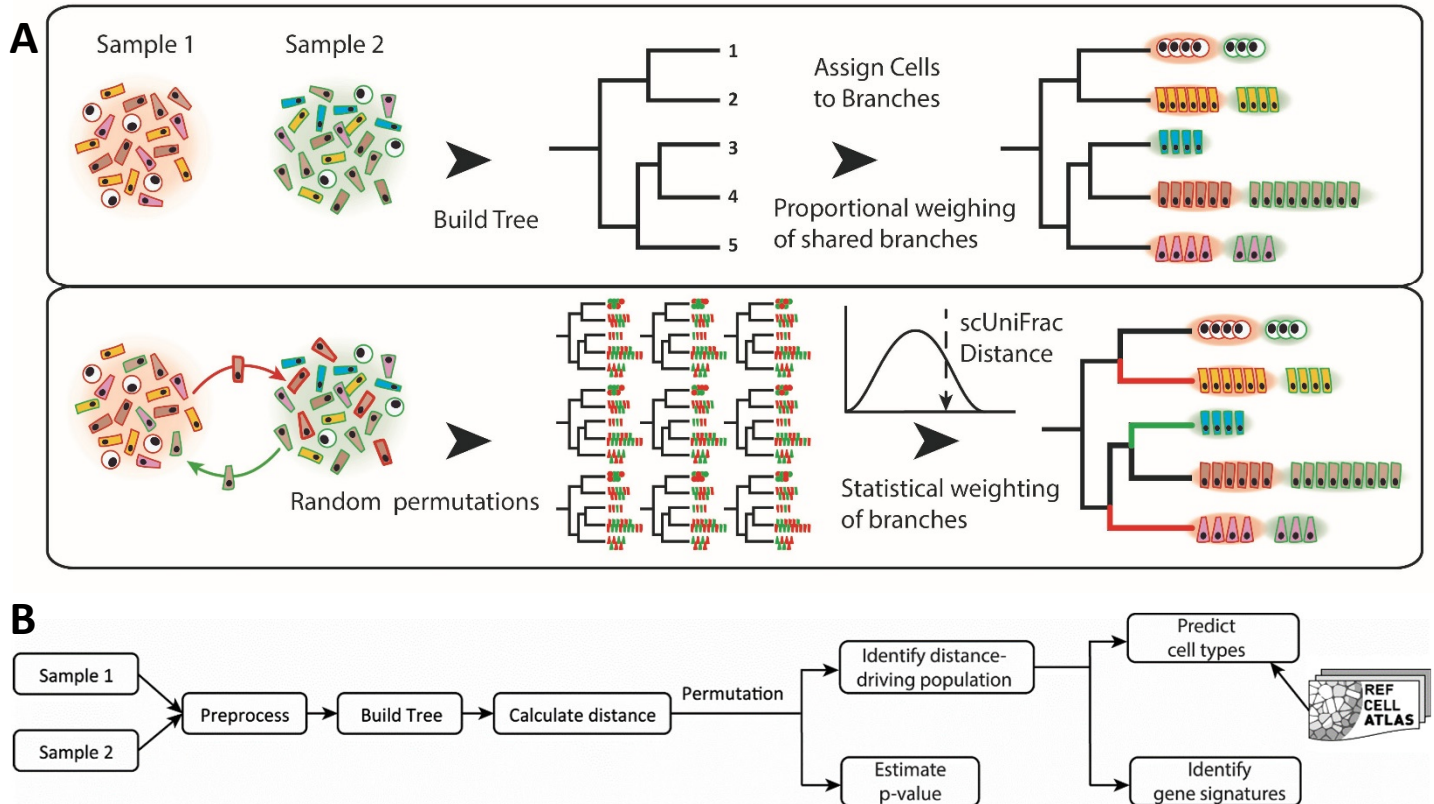 A
Sample 1
Sample 2
Build Tree
1
2
3
4
5
Assign Cells
to Branches
Proportional weighing
of shared branches
Random permutations
scUniFrac
Distance
Statistical weighting
of branches
B
Sample 1
Sample 2
Preprocess
Build Tree
Calculate distance
Permutation
Identify distance-
driving population
Estimate
p-value
Predict
cell types
Identify
gene signatures
REF
CELL
ATLAS